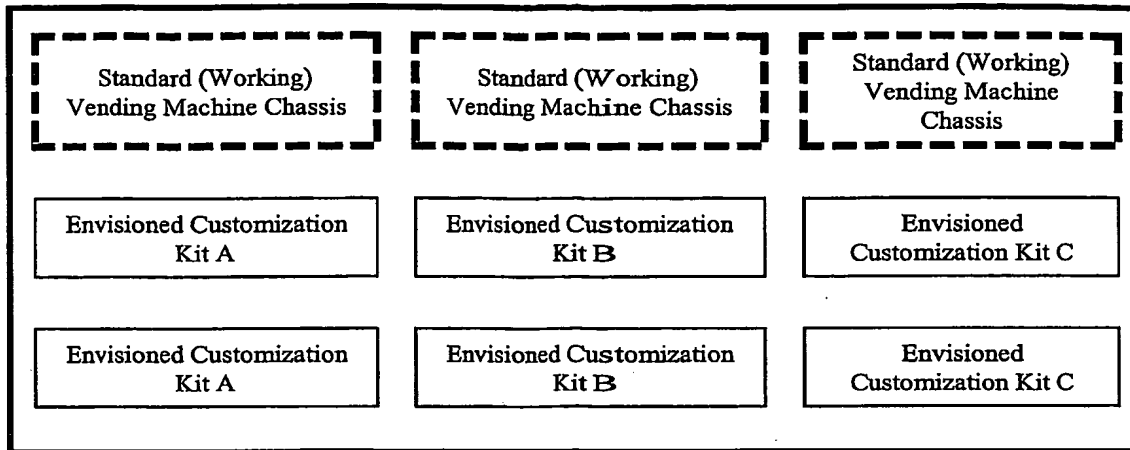 Standard (Working)
Vending Machine Chassis
Standard (Working)
Vending Machine Chassis
Standard (Working)
Vending Machine
Chassis
Envisioned Customization
Kit A
Envisioned Customization
Kit B
Envisioned
Customization Kit C
Envisioned Customization
Kit A
Envisioned Customization
Kit B
Envisioned
Customization Kit C